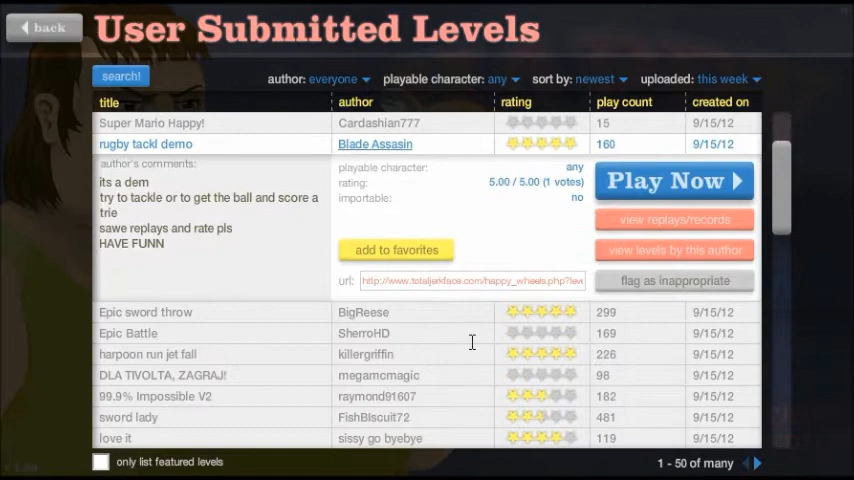 back
User Submitted Levels
search!
author: everyone playable character: any sort by: newest uploaded: this week
title author rating play count created on
Super Mario Happy! Cardashian777 15 9/15/12
rugby tackl demo Blade Assasin 160 9/15/12
author's comments:
its a dem
try to tackle or to get the ball and score a
trie
sawe replays and rate pls
HAVE FUNN
playable character: any
rating: 5.00 / 5.00 (1 votes)
importable: no
add to favorites
url: http://www.totaljerkface.com/happy_wheels.php?leve
Play Now
view replays/records
view levels by this author
flag as inappropriate
Epic sword throw BigReese 299 9/15/12
Epic Battle SherroHD 169 9/15/12
harpoon run jet fall killergriffin 226 9/15/12
DLA TIVOLTA, ZAGRAJ! megamcmagic 98 9/15/12
99.9% Impossible V2 raymond91607 182 9/15/12
sword lady FishBIscuit72 481 9/15/12
love it sissy go byebye 119 9/15/12
only list featured levels
1 - 50 of many